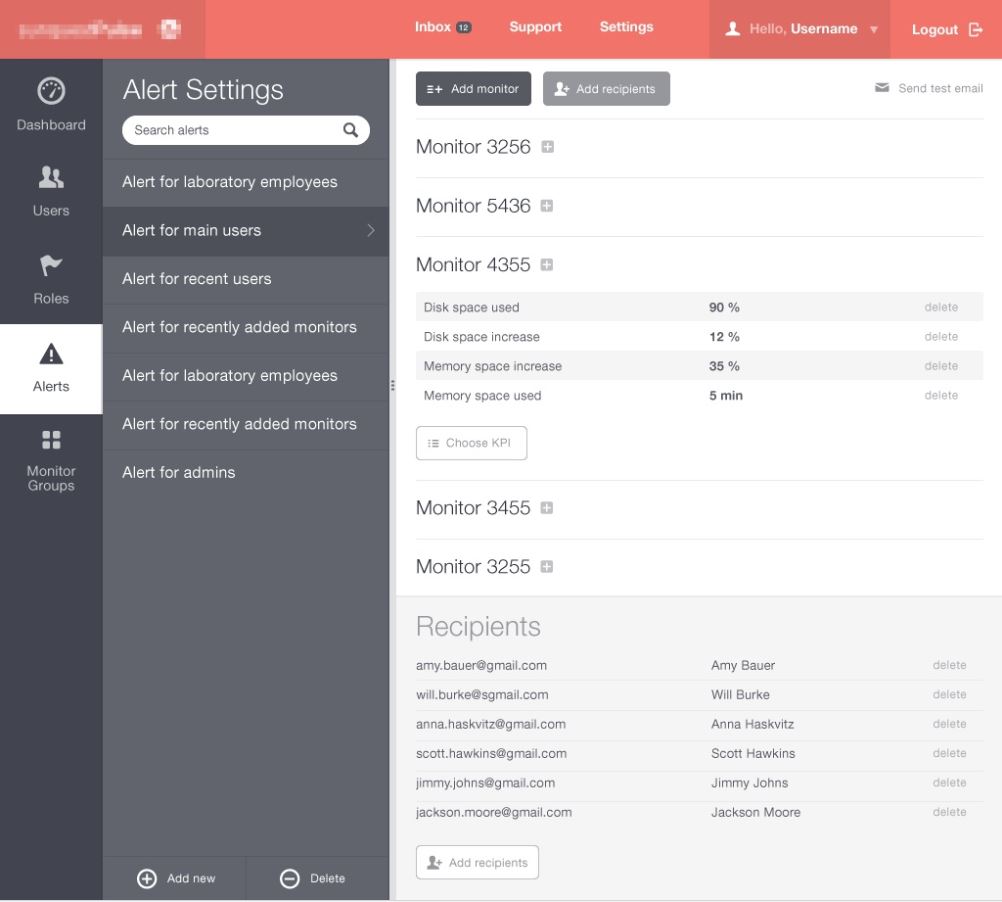 Inbox 12 Support Settings Hello, Username Logout
Dashboard
Users
Roles
Alerts
Monitor
Groups
Alert Settings
Search alerts
Alert for laboratory employees
Alert for main users
Alert for recent users
Alert for recently added monitors
Alert for laboratory employees
Alert for recently added monitors
Alert for admins
Add new Delete
Add monitor Add recipients Send test email
Monitor 3256
Monitor 5436
Monitor 4355
Disk space used 90 % delete
Disk space increase 12 % delete
Memory space increase 35 % delete
Memory space used 5 min delete
Choose KPI
Monitor 3455
Monitor 3255
Recipients
amy.bauer@gmail.com Amy Bauer delete
will.burke@sgmail.com Will Burke delete
anna.haskvitz@gmail.com Anna Haskvitz delete
scott.hawkins@gmail.com Scott Hawkins delete
jimmy.johns@gmail.com Jimmy Johns delete
jackson.moore@gmail.com Jackson Moore delete
Add recipients